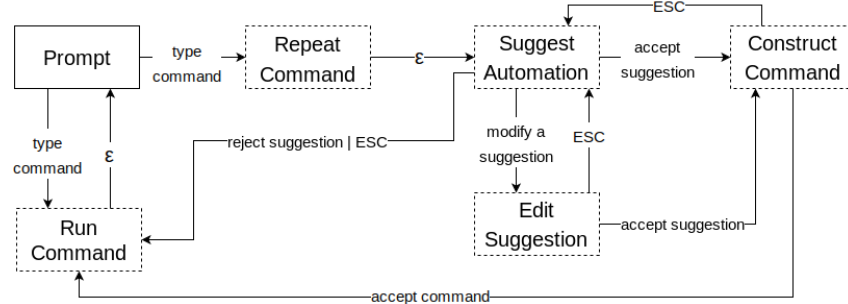 ESC
Prompt
type
command
Repeat
Command
ε
Suggest
Automation
accept
suggestion
Construct
Command
type
command
ε
reject suggestion | ESC
modify a
suggestion
ESC
Run
Command
Edit
Suggestion
accept suggestion
accept command